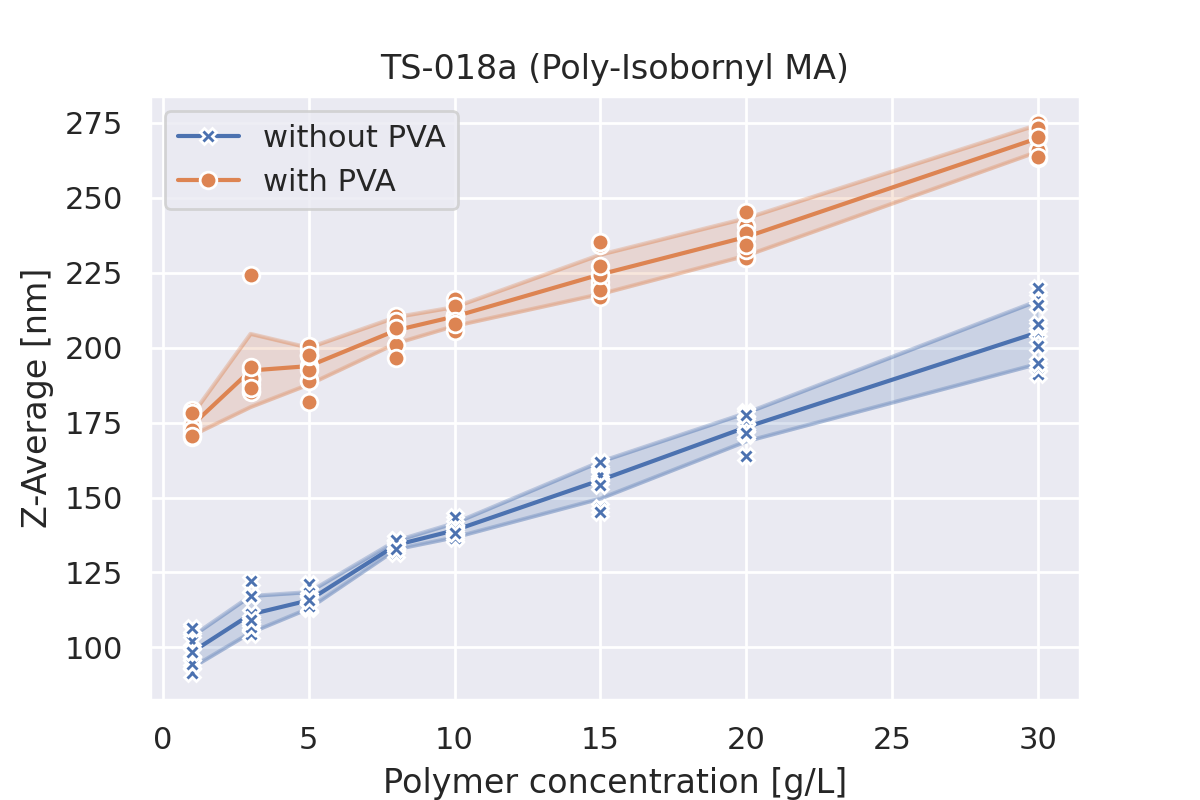 TS-018a (Poly-Isobornyl MA)
without PVA
with PVA
275
250
225
200
175
150
125
100
Z-Average [nm]
0 5 10 15 20 25 30
Polymer concentration [g/L]